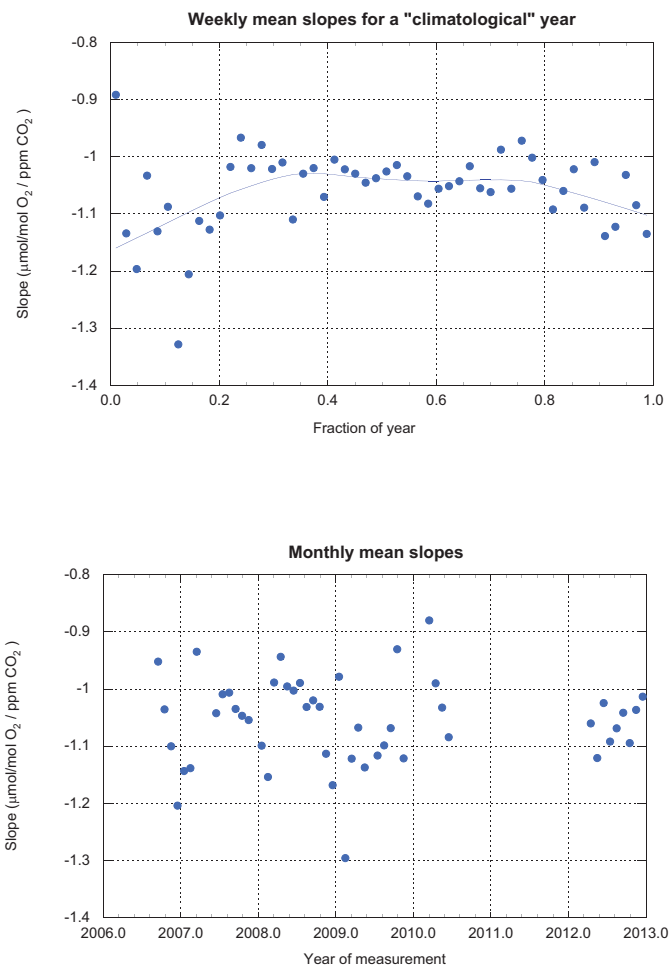 Weekly mean slopes for a "climatological" year
Slope (μmol/mol O₂ / ppm CO₂ )
-0.8
-0.9
-1
-1.1
-1.2
-1.3
-1.4
0.0 0.2 0.4 0.6 0.8 1.0
Fraction of year
Monthly mean slopes
Slope (μmol/mol O₂ / ppm CO₂ )
-0.8
-0.9
-1
-1.1
-1.2
-1.3
-1.4
2006.0 2007.0 2008.0 2009.0 2010.0 2011.0 2012.0 2013.0
Year of measurement